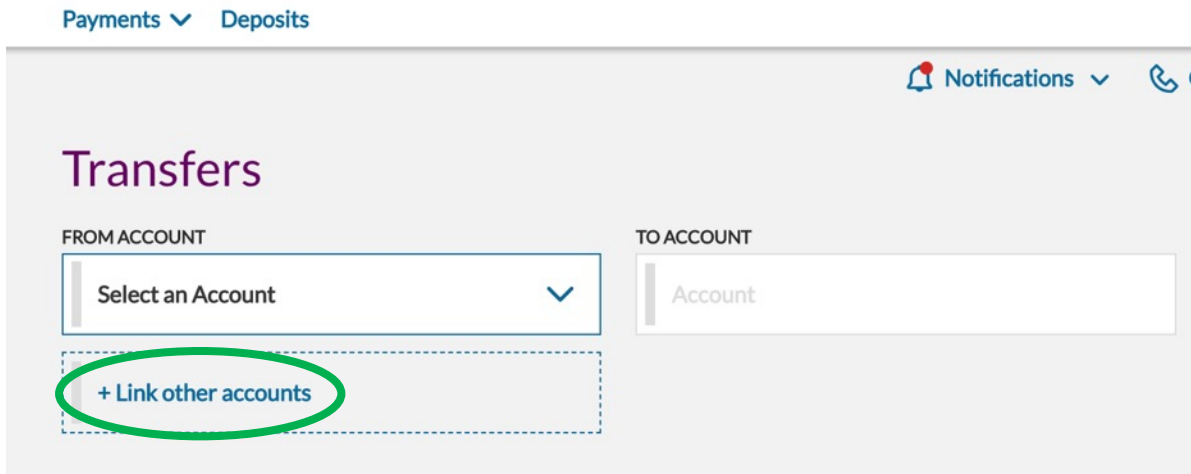 Payments Deposits
Notifications
Transfers
FROM ACCOUNT TO ACCOUNT
Select an Account Account
+ Link other accounts